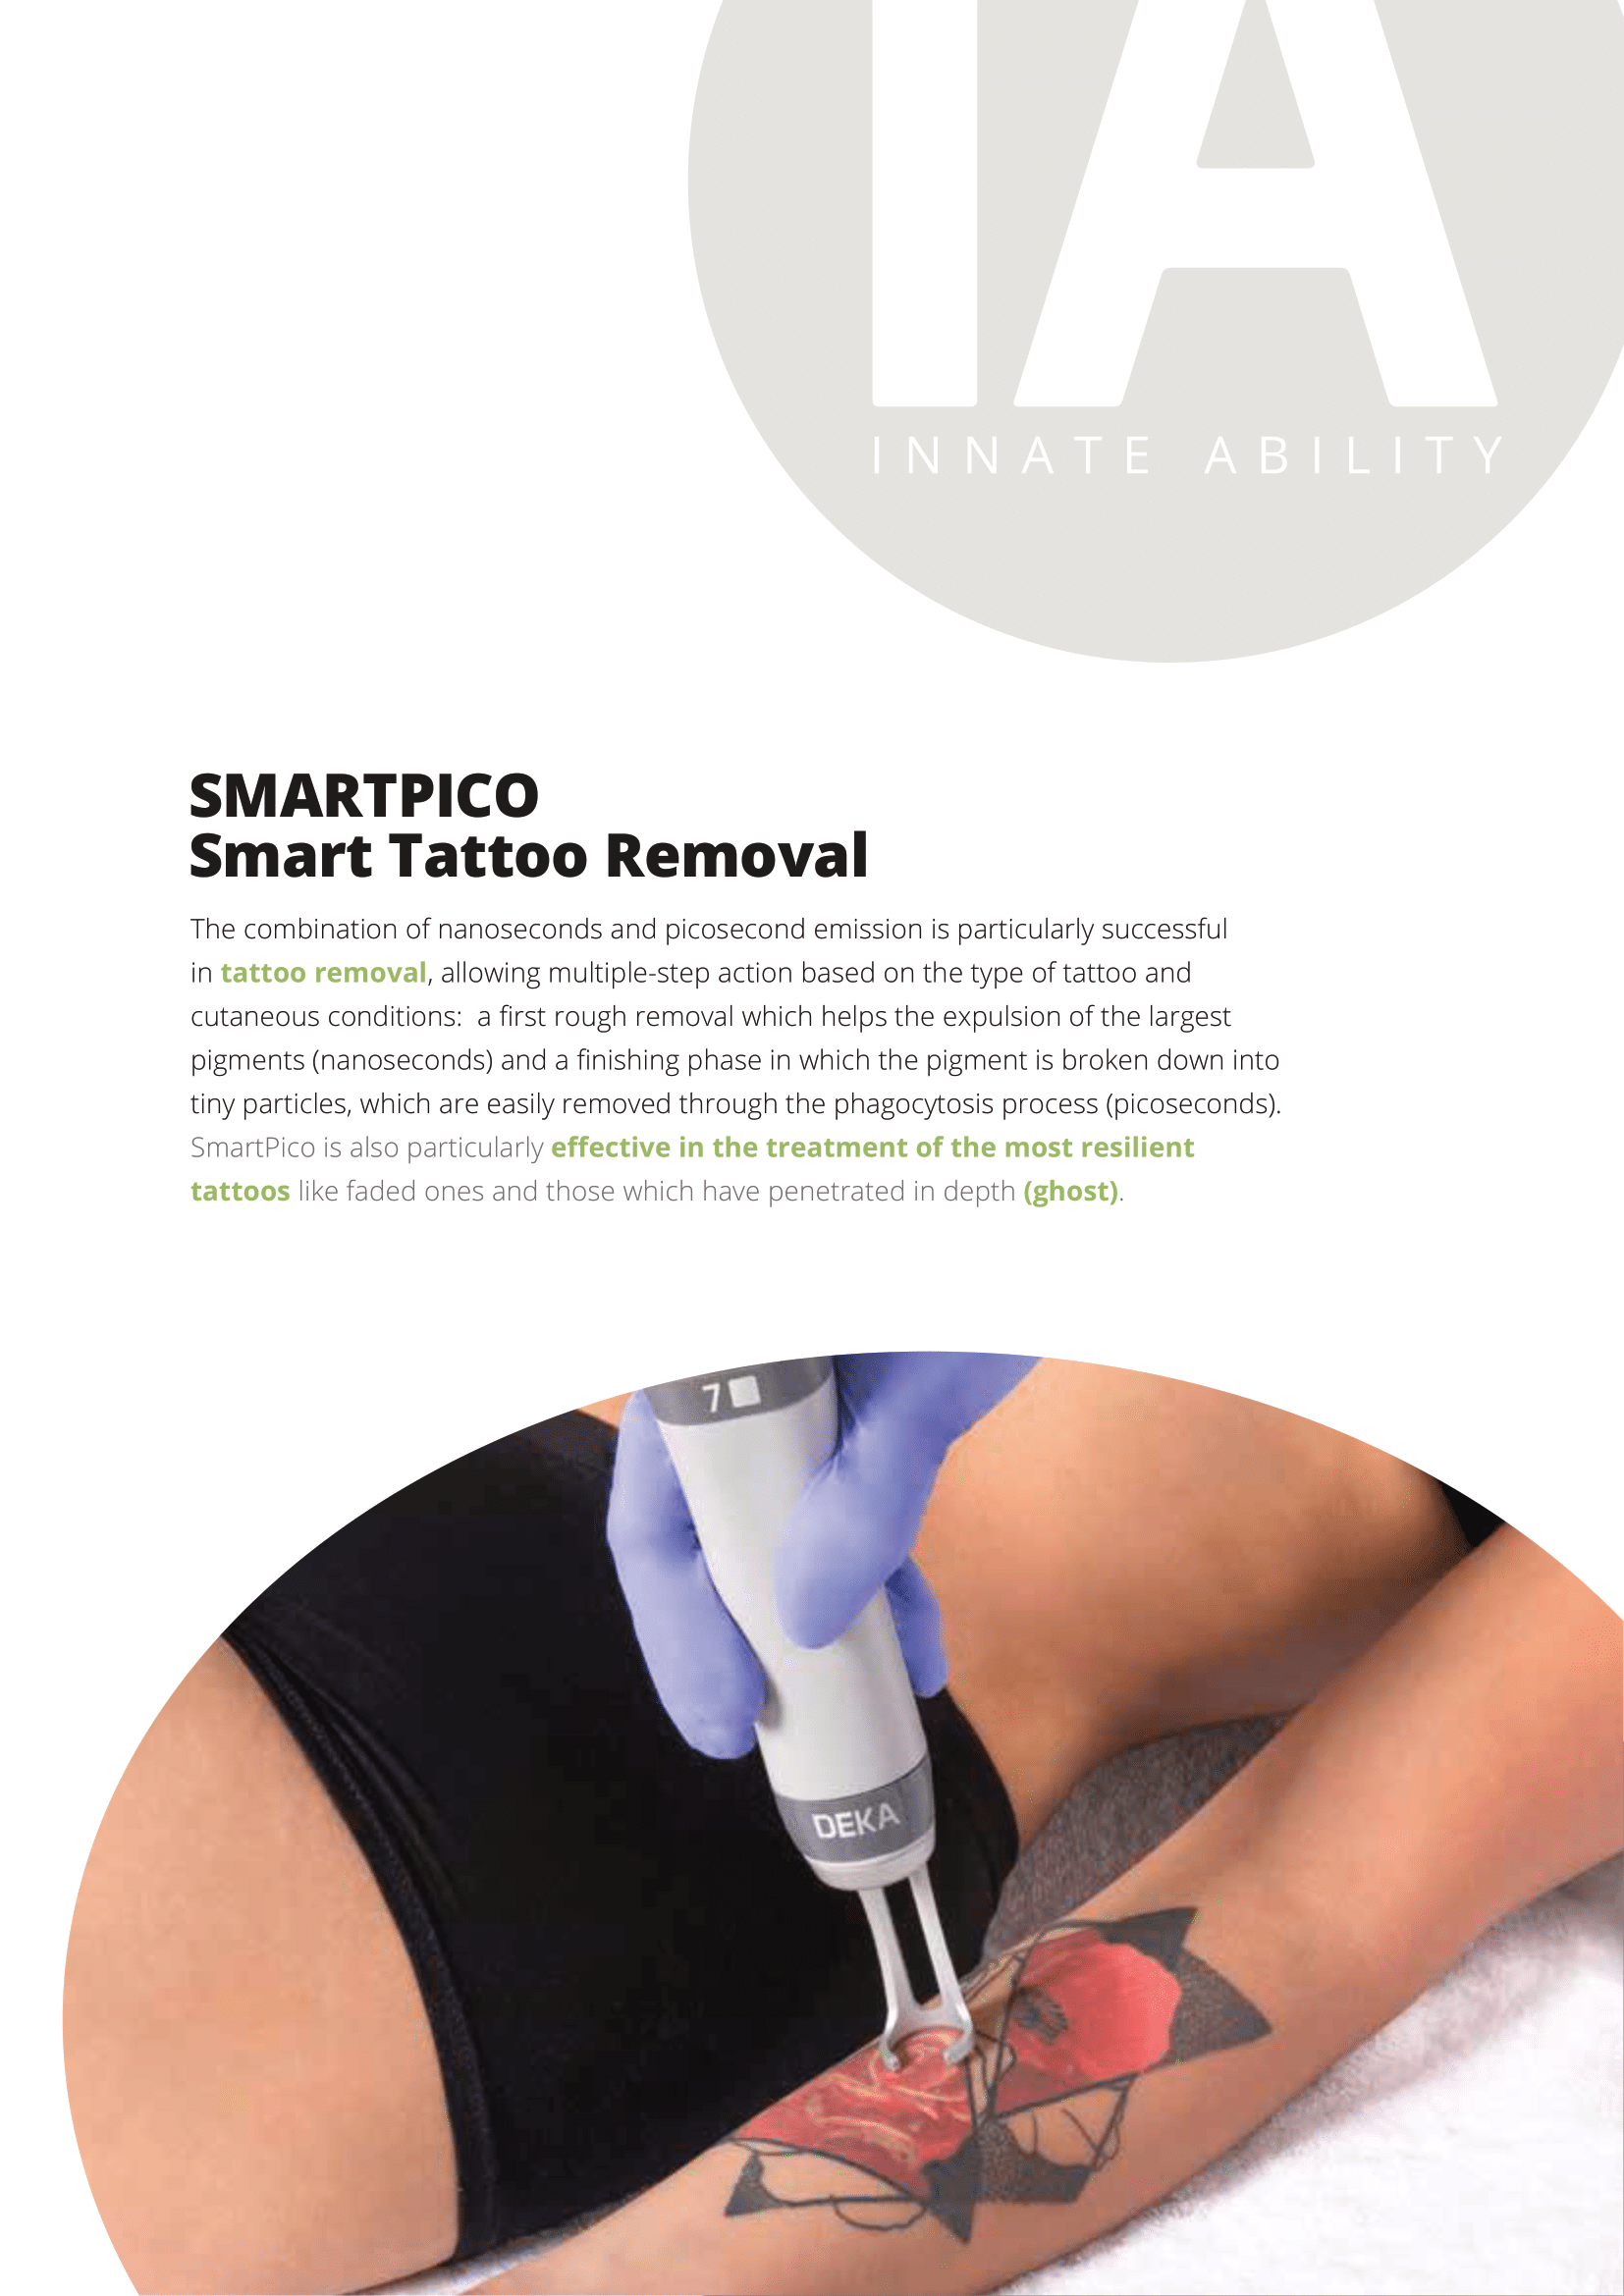 IA
INNATE ABILITY
SMARTPICO
Smart Tattoo Removal
The combination of nanoseconds and picosecond emission is particularly successful
in tattoo removal, allowing multiple-step action based on the type of tattoo and
cutaneous conditions:  a first rough removal which helps the expulsion of the largest
pigments (nanoseconds) and a finishing phase in which the pigment is broken down into
tiny particles, which are easily removed through the phagocytosis process (picoseconds).
SmartPico is also particularly effective in the treatment of the most resilient
tattoos like faded ones and those which have penetrated in depth (ghost).
7
DEKA